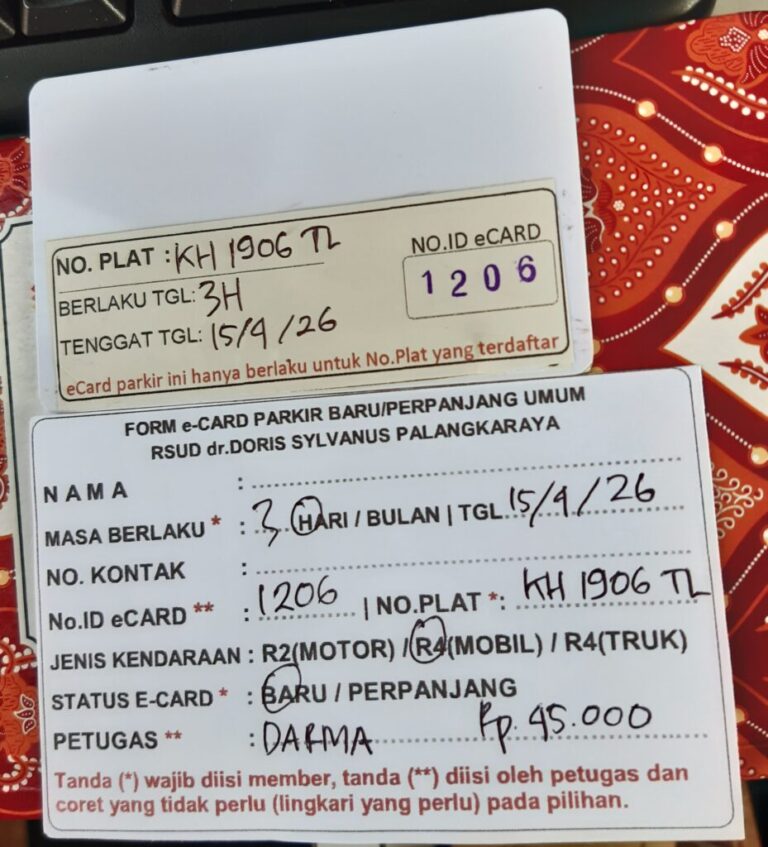 NO. PLAT : KH 1906 TL
NO.ID eCARD
1206
BERLAKU TGL: 3H
TENGGAT TGL: 15/4/26
eCard parkir ini hanya berlaku untuk No.Plat yang terdaftar
FORM e-CARD PARKIR BARU/PERPANJANG UMUM
RSUD dr.DORIS SYLVANUS PALANGKARAYA
N A M A :
MASA BERLAKU * : 3 HARI / BULAN | TGL 15/4/26
NO. KONTAK :
No.ID eCARD ** : 1206 | NO.PLAT *: KH 1906 TL
JENIS KENDARAAN : R2(MOTOR) / R4(MOBIL) / R4(TRUK)
STATUS E-CARD * : BARU / PERPANJANG
PETUGAS ** : DARMA Rp. 45.000
Tanda (*) wajib diisi member, tanda (**) diisi oleh petugas dan
coret yang tidak perlu (lingkari yang perlu) pada pilihan.